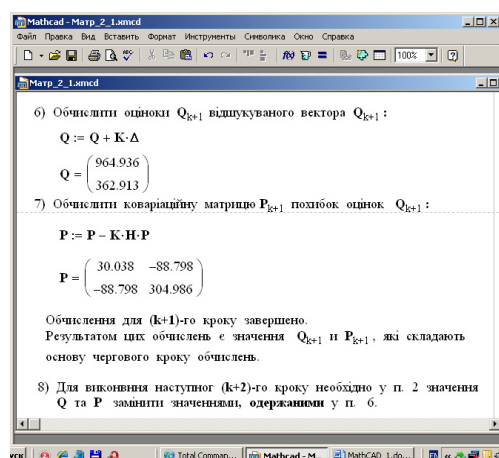 Mathcad - Матр_2_1.xmcd
Файл Правка Вид Вставить Формат Инструменты Символика Окно Справка
100%
Матр_2_1.xmcd
6) Обчислити оціноки Q_{k+1} відшукуваного вектора Q_{k+1} :
Q := Q + K·Δ
Q = ( 964.936
362.913 )
7) Обчислити коваріаційну матрицю P_{k+1} похибок оцінок Q_{k+1} :
P := P − K·H·P
P = ( 30.038 −88.798
−88.798 304.986 )
Обчислення для (k+1)-го кроку завершено.
Результатом цих обчислень є значення Q_{k+1} и P_{k+1} , які складають
основу чергового кроку обчислень.
8) Для виконвння наступног (k+2)-го кроку необхідно у п. 2 значення
Q та P замінити значеннями, одержаними у п. 6.
уск Total Comman... Mathcad - М... MathCAD_1.do...